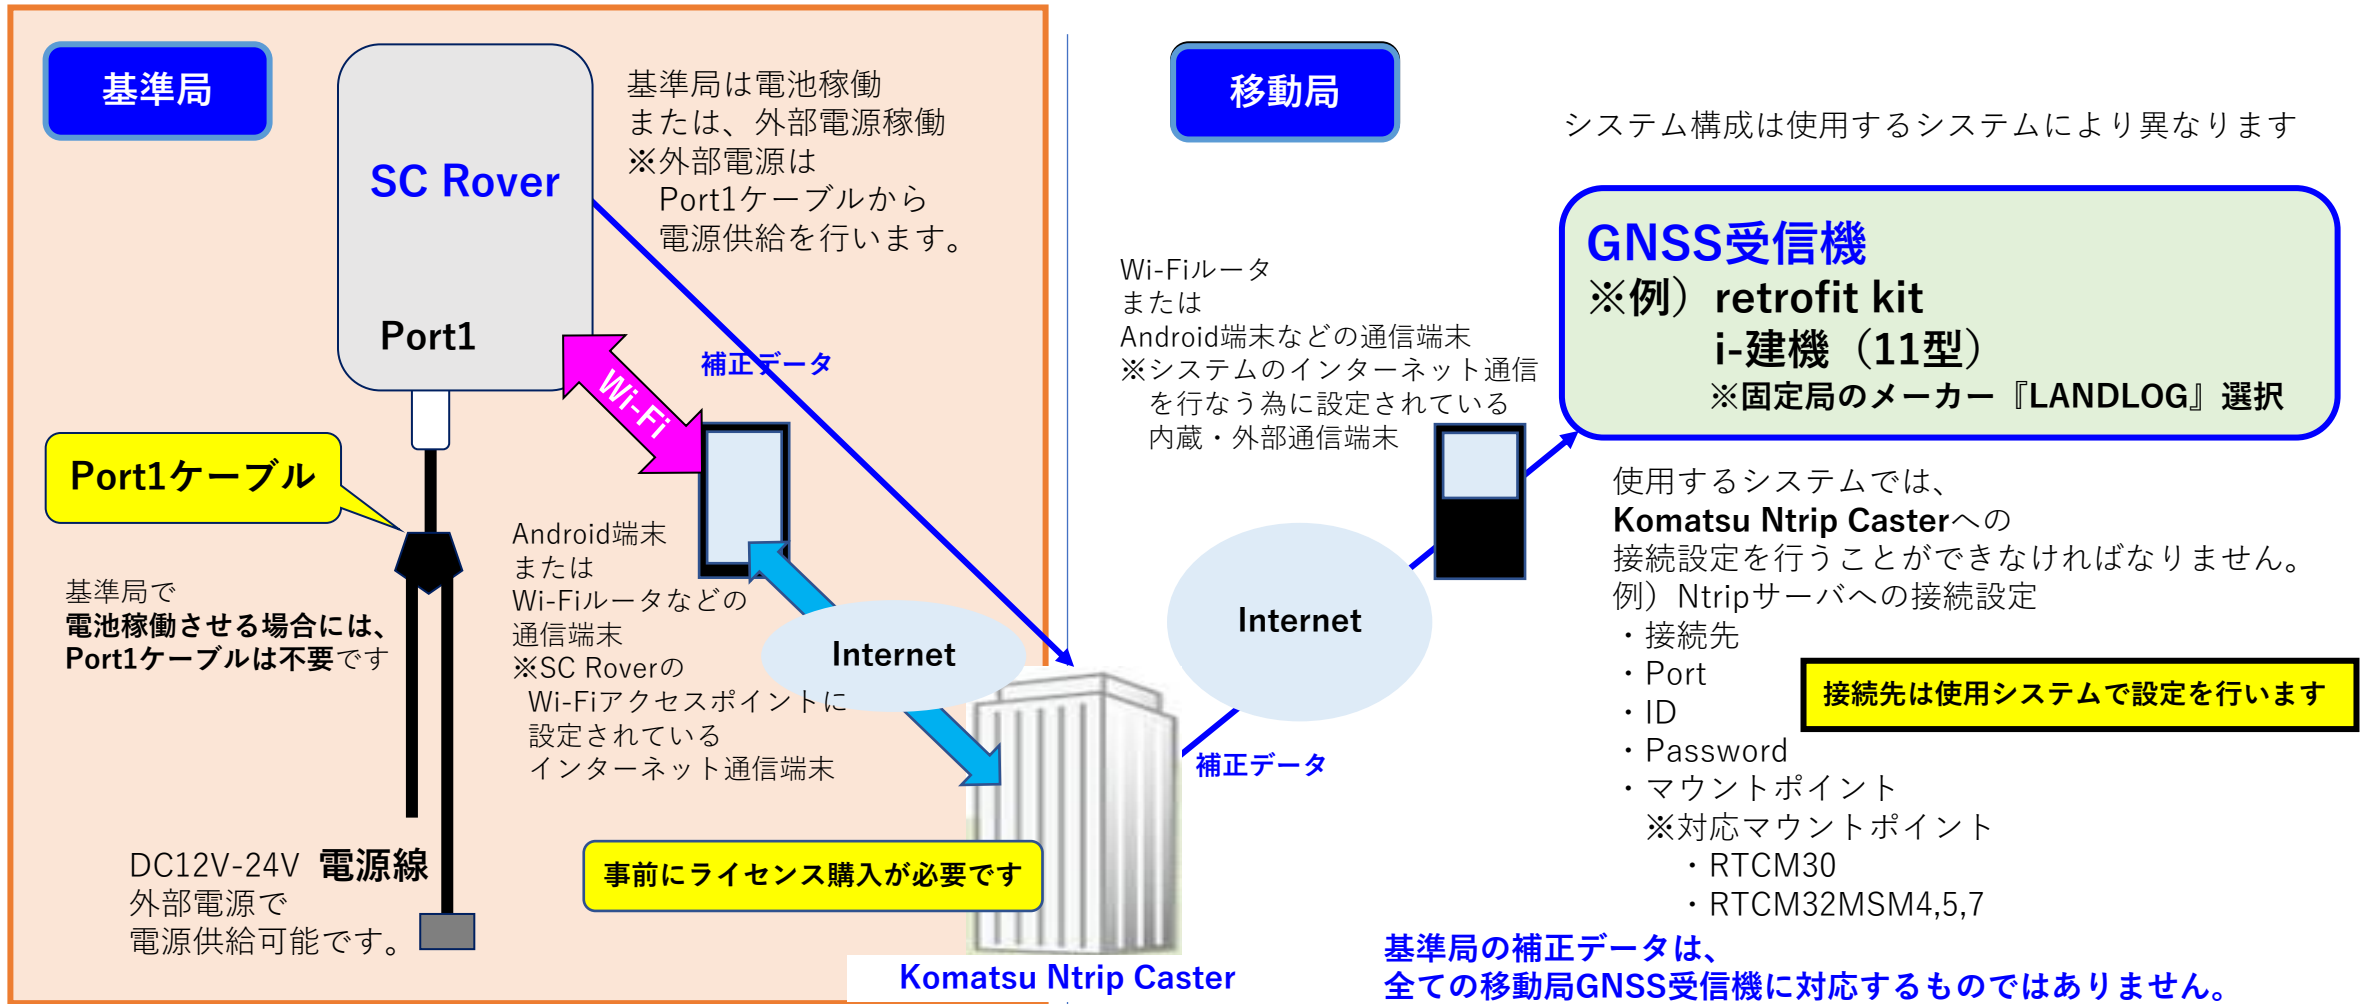 基準局
SC Rover
Port1
基準局は電池稼働
または、外部電源稼働
※外部電源は
Port1ケーブルから
電源供給を行います。
補正データ
Wi-Fi
Port1ケーブル
基準局で
電池稼働させる場合には、
Port1ケーブルは不要です
Android端末
または
Wi-Fiルータなどの
通信端末
※SC Roverの
Wi-Fiアクセスポイントに
設定されている
インターネット通信端末
Internet
DC12V-24V 電源線
外部電源で
電源供給可能です。
事前にライセンス購入が必要です
Komatsu Ntrip Caster
移動局
システム構成は使用するシステムにより異なります
Wi-Fiルータ
または
Android端末などの通信端末
※システムのインターネット通信
を行なう為に設定されている
内蔵・外部通信端末
GNSS受信機
※例）retrofit kit
i-建機（11型）
※固定局のメーカー『LANDLOG』選択
Internet
補正データ
使用するシステムでは、
Komatsu Ntrip Casterへの
接続設定を行うことができなければなりません。
例）Ntripサーバへの接続設定
・接続先
・Port
・ID
・Password
・マウントポイント
※対応マウントポイント
・RTCM30
・RTCM32MSM4,5,7
接続先は使用システムで設定を行います
基準局の補正データは、
全ての移動局GNSS受信機に対応するものではありません。